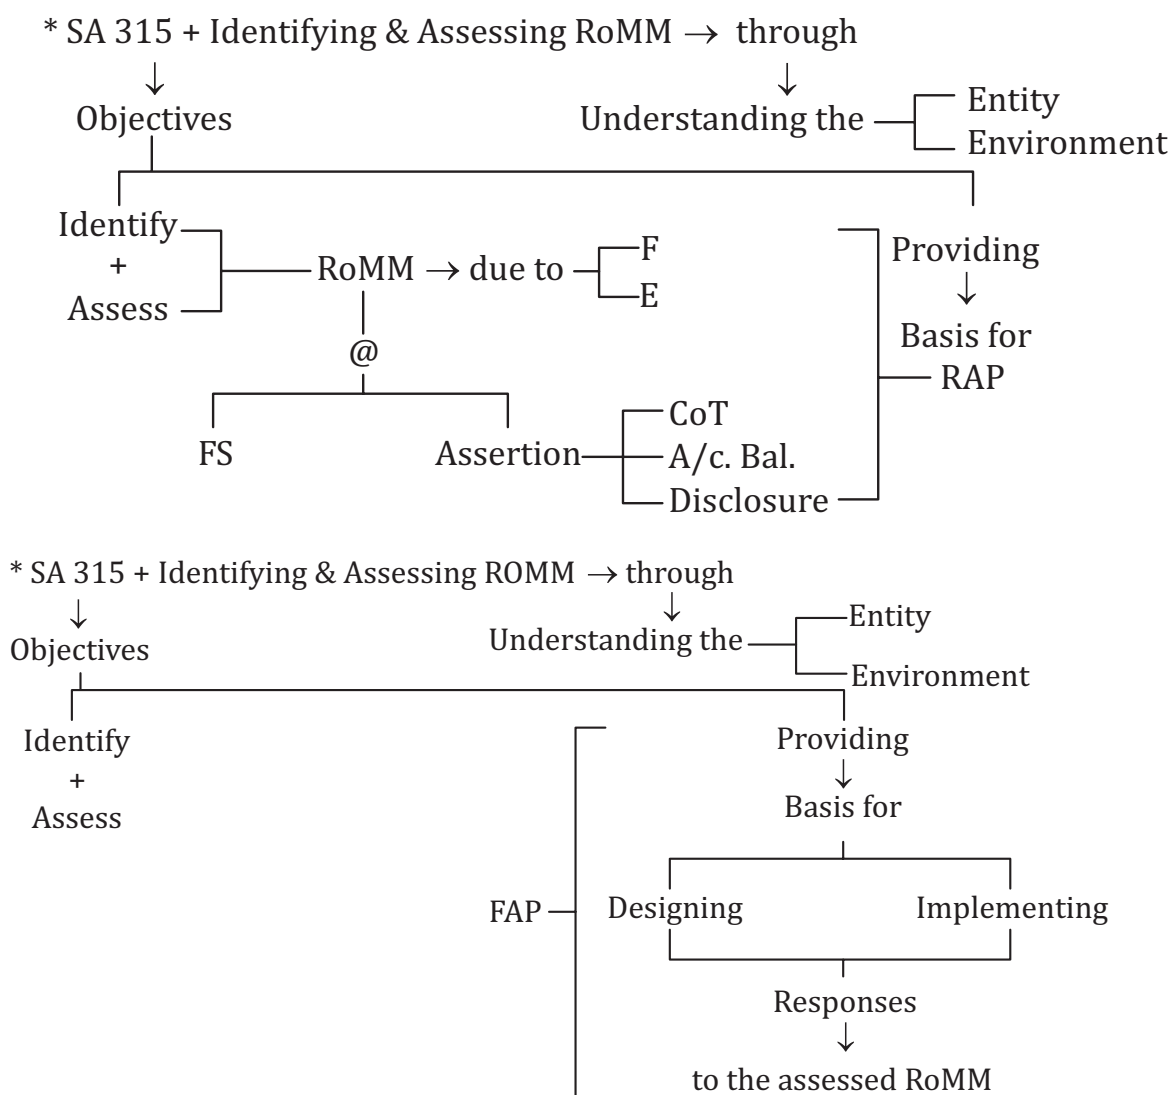 * SA 315 + Identifying & Assessing RoMM → through
↓ ↓
Objectives Understanding the Entity
Environment
Identify
+
Assess
RoMM → due to F
E
@
FS Assertion CoT
A/c. Bal.
Disclosure
Providing
↓
Basis for
RAP
* SA 315 + Identifying & Assessing ROMM → through
↓ ↓
Objectives Understanding the Entity
Environment
Identify
+
Assess
Providing
↓
Basis for
FAP Designing Implementing
Responses
↓
to the assessed RoMM